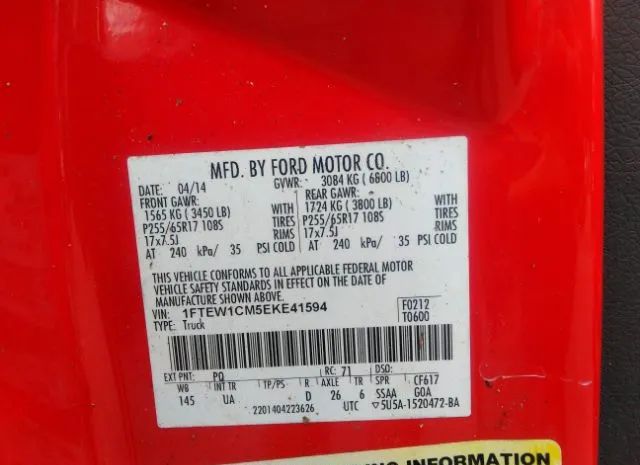 MFD. BY FORD MOTOR CO.
DATE: 04/14 GVWR: 3084 KG ( 6800 LB)
FRONT GAWR: REAR GAWR:
1565 KG ( 3450 LB) WITH 1724 KG ( 3800 LB) WITH
P255/65R17 108S TIRES P255/65R17 108S TIRES
17x7.5J RIMS 17x7.5J RIMS
AT 240 kPa/ 35 PSI COLD AT 240 kPa/ 35 PSI COLD
THIS VEHICLE CONFORMS TO ALL APPLICABLE FEDERAL MOTOR
VEHICLE SAFETY STANDARDS IN EFFECT ON THE DATE OF
MANUFACTURE SHOWN ABOVE.
VIN: 1FTEW1CM5EKE41594 F0212
TYPE: Truck T0600
EXT PNT: PQ RC: 71 DSO:
WB INT TR TP/PS R AXLE TR SPR CF617
145 UA D 26 6 SSAA GOA
2201404223626 UTC ▽5U5A-1520472-BA
INFORMATION